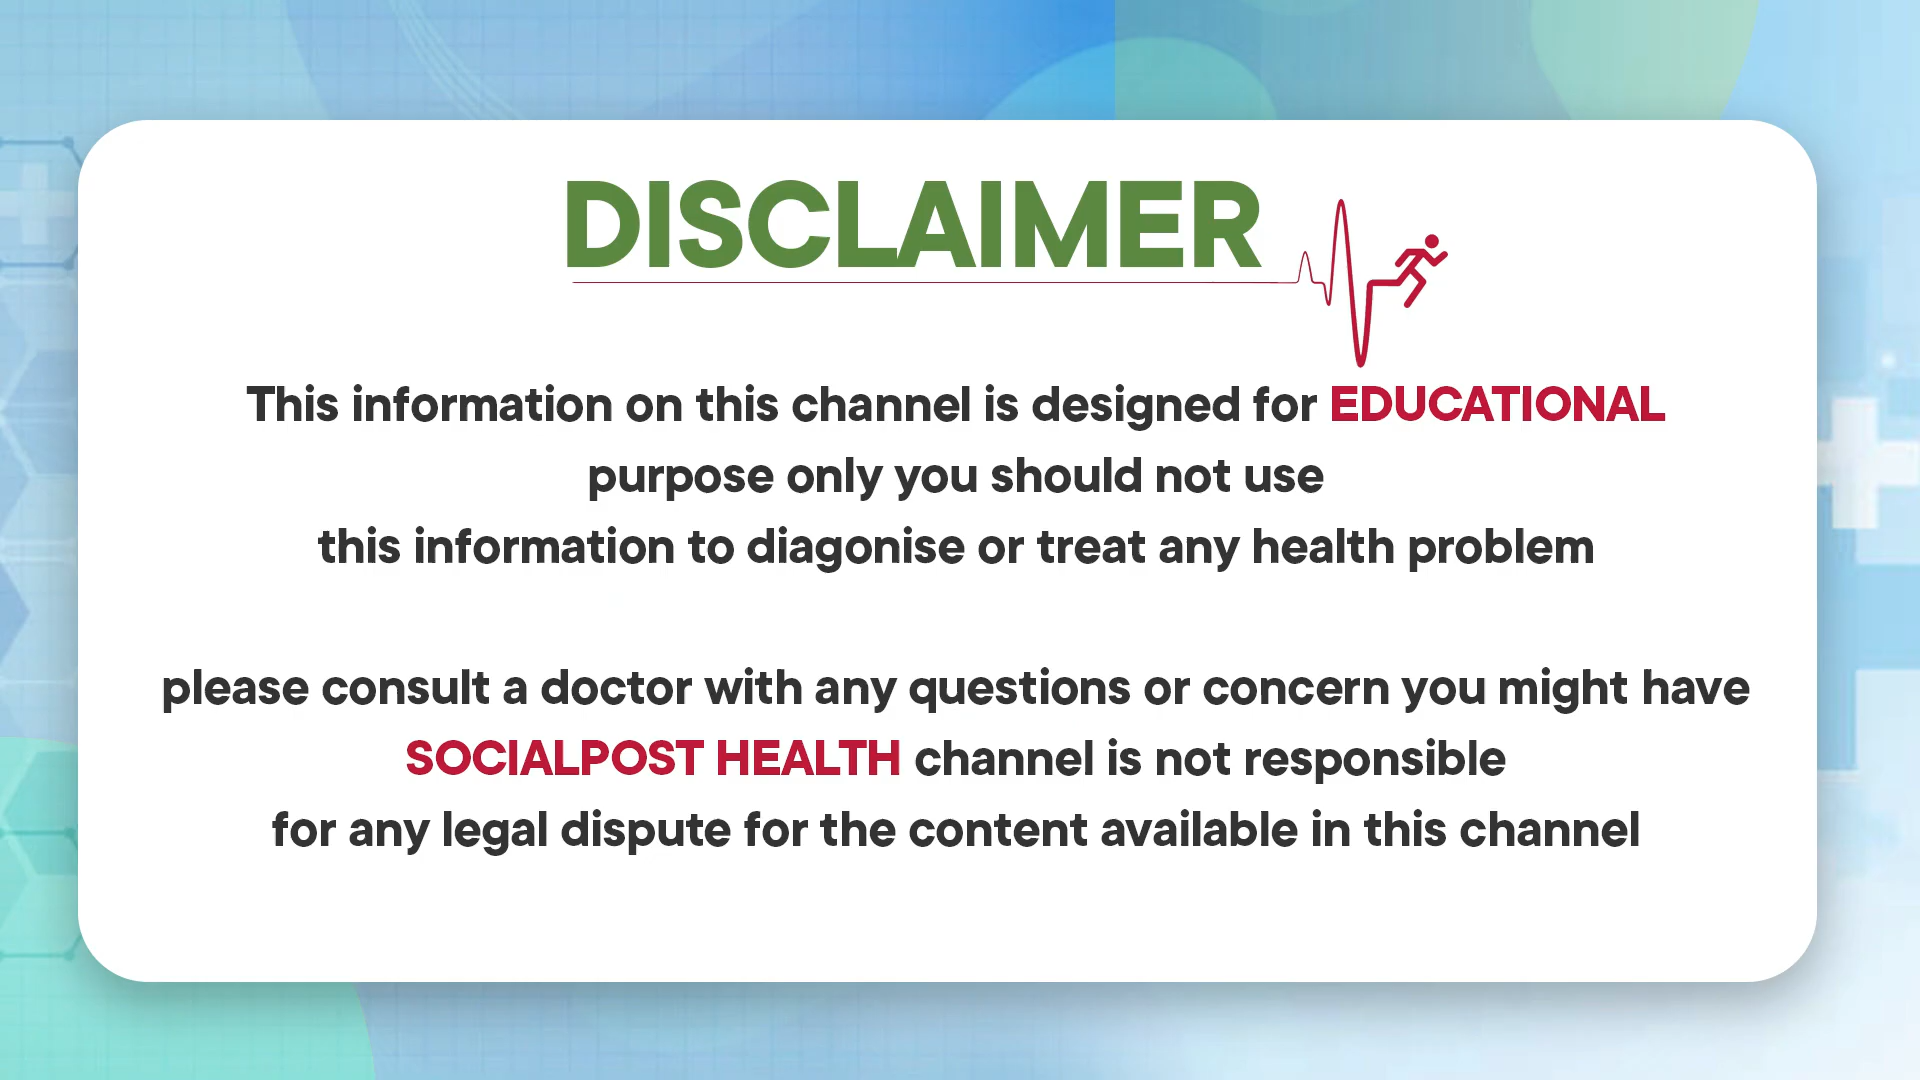 DISCLAIMER
This information on this channel is designed for EDUCATIONAL
purpose only you should not use
this information to diagonise or treat any health problem
please consult a doctor with any questions or concern you might have
SOCIALPOST HEALTH channel is not responsible
for any legal dispute for the content available in this channel